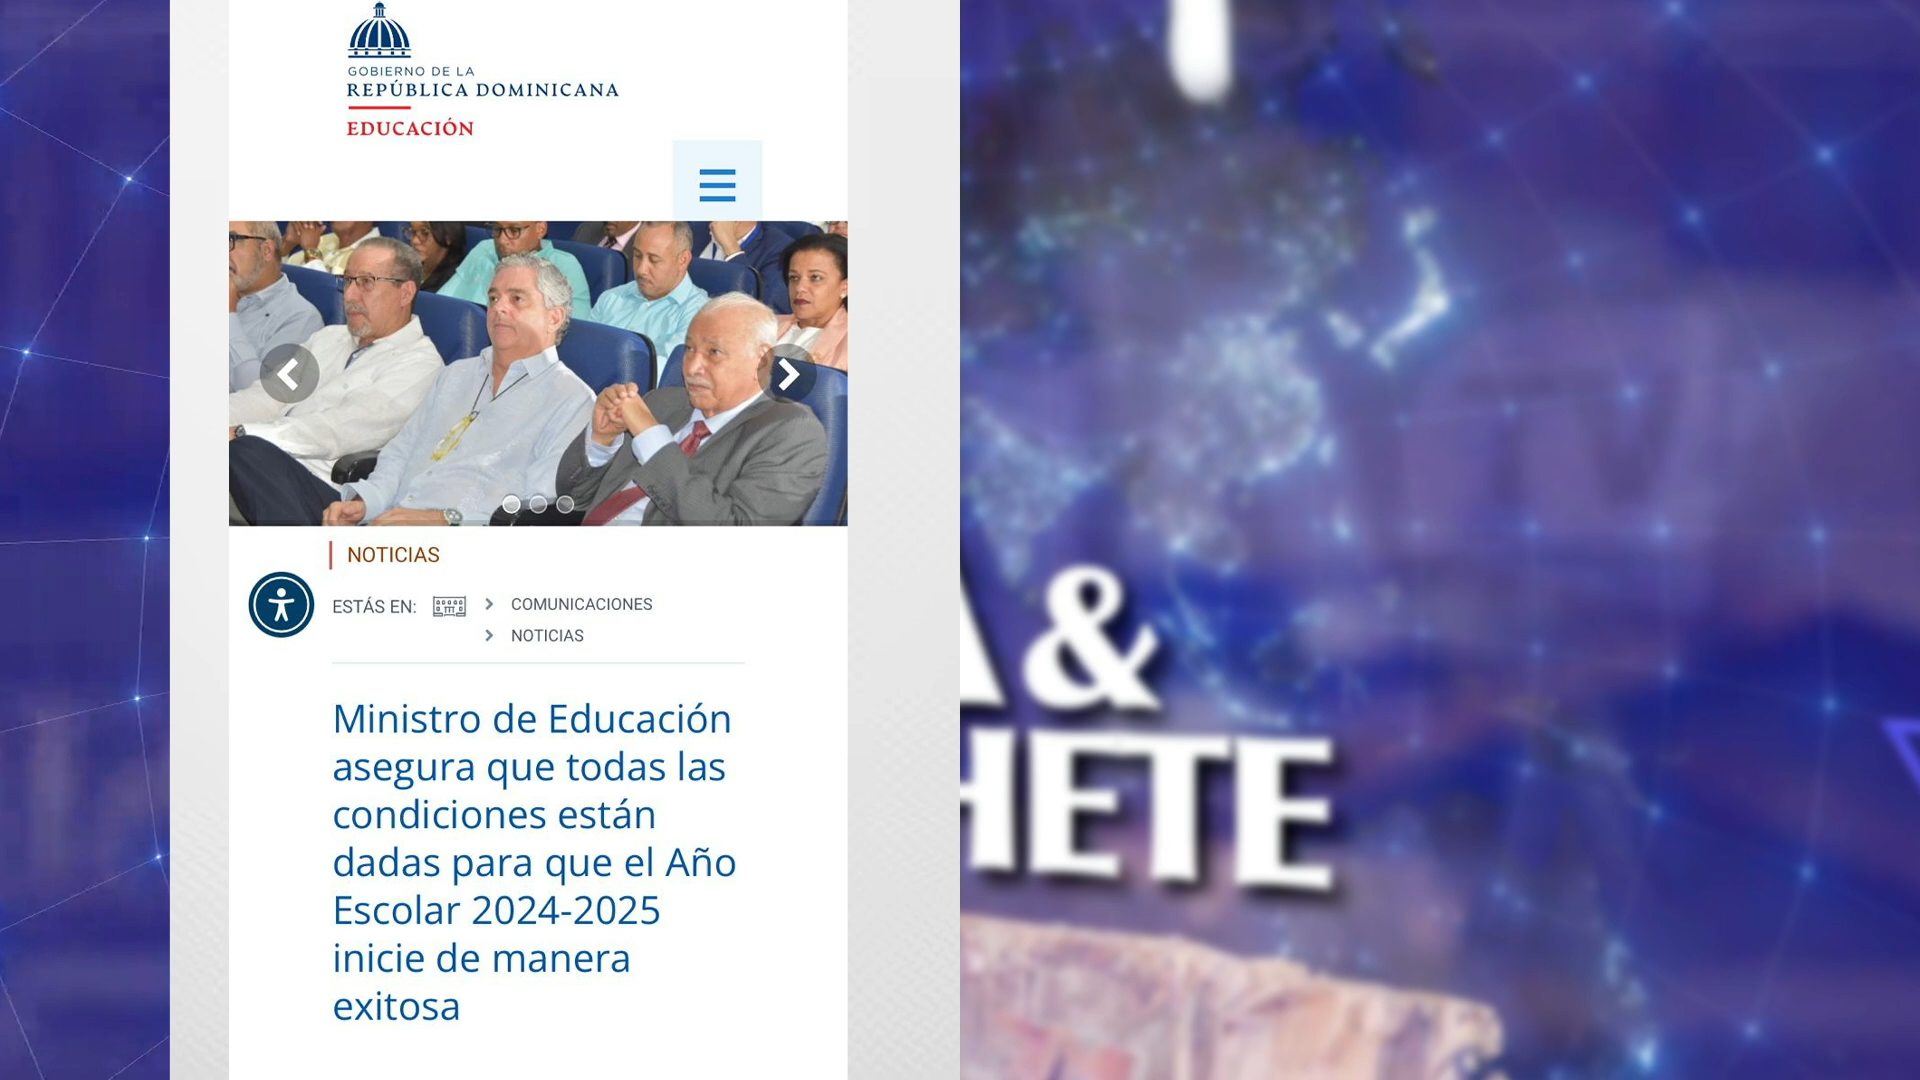 GOBIERNO DE LA
REPÚBLICA DOMINICANA
EDUCACIÓN
NOTICIAS
ESTÁS EN:
COMUNICACIONES
NOTICIAS
Ministro de Educación
asegura que todas las
condiciones están
dadas para que el Año
Escolar 2024-2025
inicie de manera
exitosa
A &
HETE